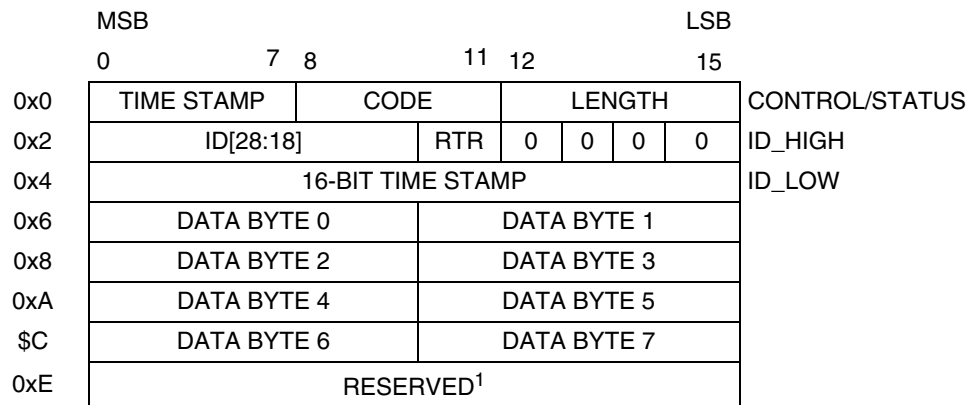 MSB LSB
0 7 8 11 12 15
0x0 TIME STAMP CODE LENGTH CONTROL/STATUS
0x2 ID[28:18] RTR 0 0 0 0 ID_HIGH
0x4 16-BIT TIME STAMP ID_LOW
0x6 DATA BYTE 0 DATA BYTE 1
0x8 DATA BYTE 2 DATA BYTE 3
0xA DATA BYTE 4 DATA BYTE 5
$C DATA BYTE 6 DATA BYTE 7
0xE RESERVED1